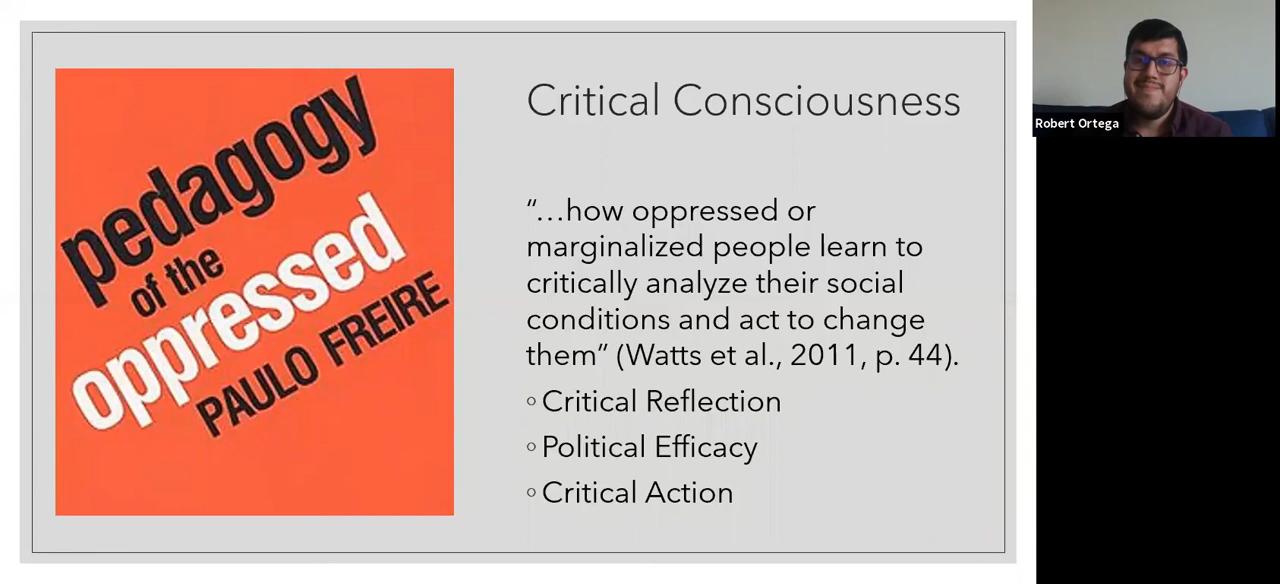 pedagogy
of the
oppressed
PAULO FREIRE
Critical Consciousness
“…how oppressed or
marginalized people learn to
critically analyze their social
conditions and act to change
them” (Watts et al., 2011, p. 44).
◦ Critical Reflection
◦ Political Efficacy
◦ Critical Action
Robert Ortega